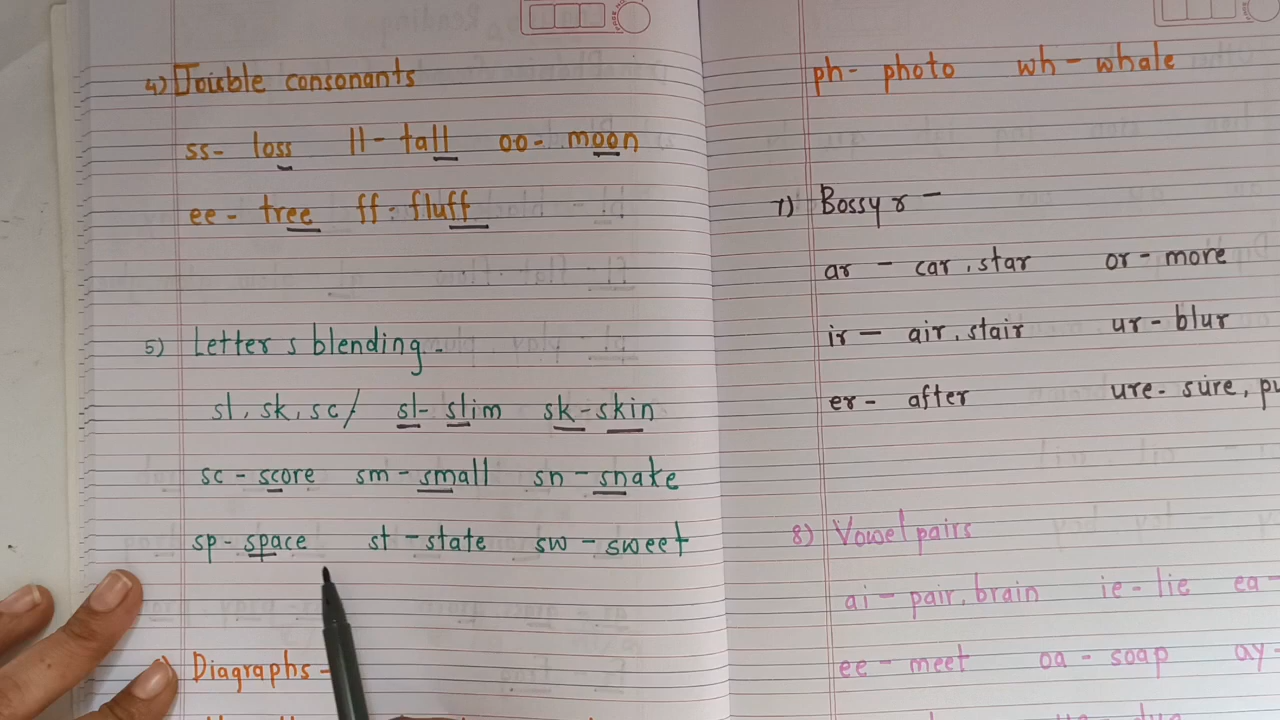 4) Double consonants
ss- loss ll - tall oo- moon
ee - tree ff- fluff
5) Letters blending -
sl, sk, sc/ sl- slim sk-skin
sc - score sm - small sn - snake
sp - space st - state sw - sweet
Diagraphs -
ph- photo wh - whale
7) Bossy r -
ar - car, star or - more
ir - air, stair ur - blur
er - after ure- sure,
8) Vowel pairs
ai - pair, brain ie - lie ea-
ee - meet oa - soap ay-